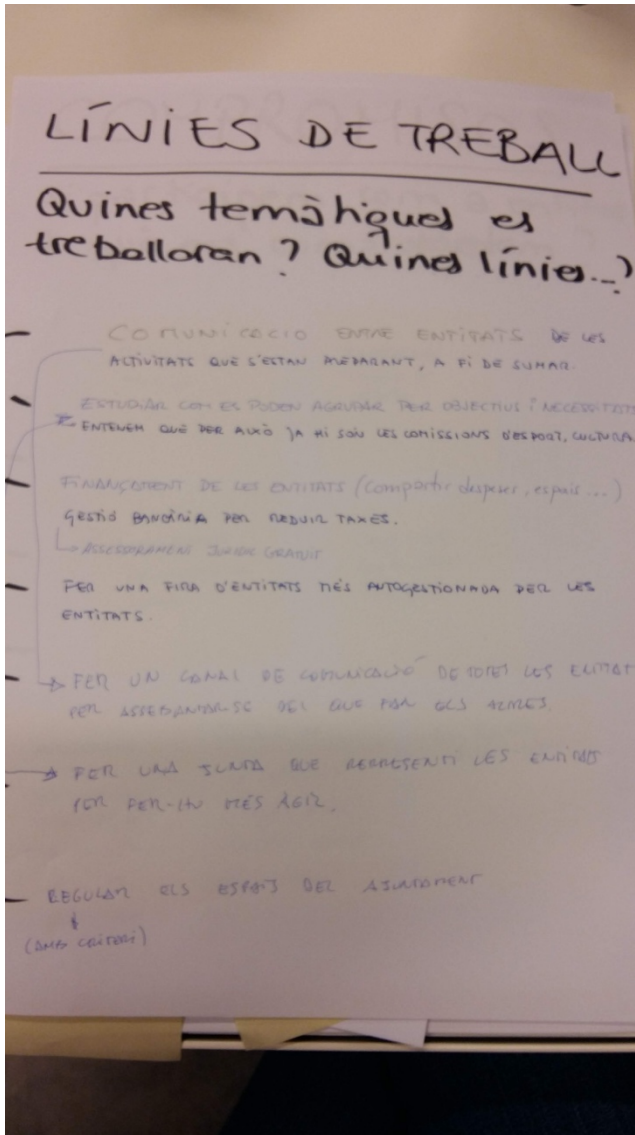 LÍNIES DE TREBALL
Quines temàtiques es
treballaran? Quines línies...?
COMUNICACIO ENTRE ENTITATS DE LES
ACTIVITATS QUE S'ESTAN PREPARANT, A FI DE SUMAR.
ESTUDIAR COM ES PODEN AGRUPAR PER OBJECTIUS I NECESSITATS
ENTENEM QUE PER AIXÒ JA HI SÓN LES COMISSIONS D'ESPORT, CULTURA
FINANÇAMENT DE LES ENTITATS (Compartir despeses, espais...)
GESTIÓ BANCÀRIA PER REDUIR TAXES.
ASSESSORAMENT JURIDIC GRATUIT
FER UNA FIRA D'ENTITATS MÉS AUTOGESTIONADA PER LES
ENTITATS.
FER UN CANAL DE COMUNICACIÓ DE TOTES LES ENTITAT
PER ASSEBENTAR-SE DEL QUE FAN ELS ALTRES.
FER UNA JUNTA QUE REPRESENTI LES ENTITATS
PER FER-HO MÉS ÀGIL.
REGULAR ELS ESPAIS DEL AJUNTAMENT
(AMB CRITERI)